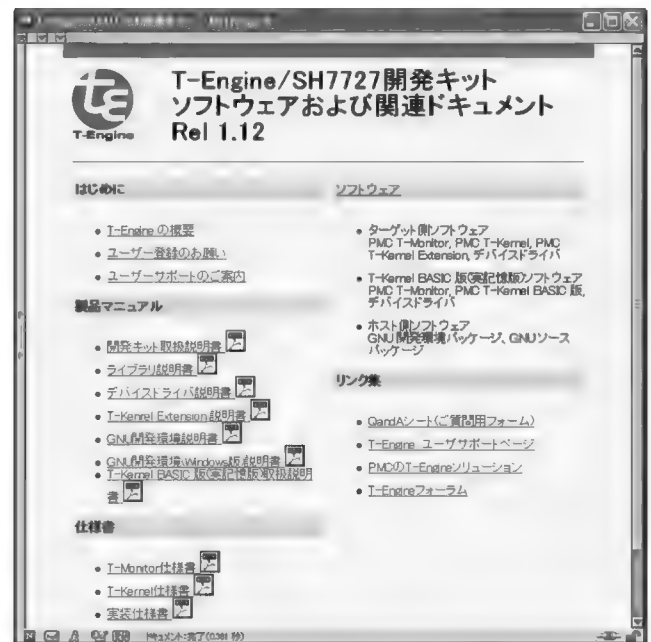 T-Engine/SH7727開発キット
ソフトウェアおよび関連ドキュメント
Rel 1.12
T-Engine
はじめに
T-Engine の概要
ユーザー登録のお願い
ユーザーサポートのご案内
製品マニュアル
開発キット取扱説明書
ライブラリ説明書
デバイスドライバ説明書
T-Kenrel Extension 説明書
GNU開発環境説明書
GNU開発環境(Windows版)説明書
T-Kernel BASIC 版(実記憶版)取扱説明
書
仕様書
T-Monitor仕様書
T-Kernel仕様書
実装仕様書
ソフトウェア
ターゲット側ソフトウェア
PMC T-Monitor, PMC T-Kernel, PMC
T-Kernel Extension, デバイスドライバ
T-Kernel BASIC 版(実記憶版)ソフトウェア
PMC T-Monitor, PMC T-Kernel BASIC 版,
デバイスドライバ
ホスト側ソフトウェア
GNU 開発環境パッケージ、GNUソース
パッケージ
リンク集
QandAシート(ご質問用フォーム)
T-Engine ユーザサポートページ
PMCのT-Engineソリューション
T-Engineフォーラム
ドキュメント:完了(0.381 秒)